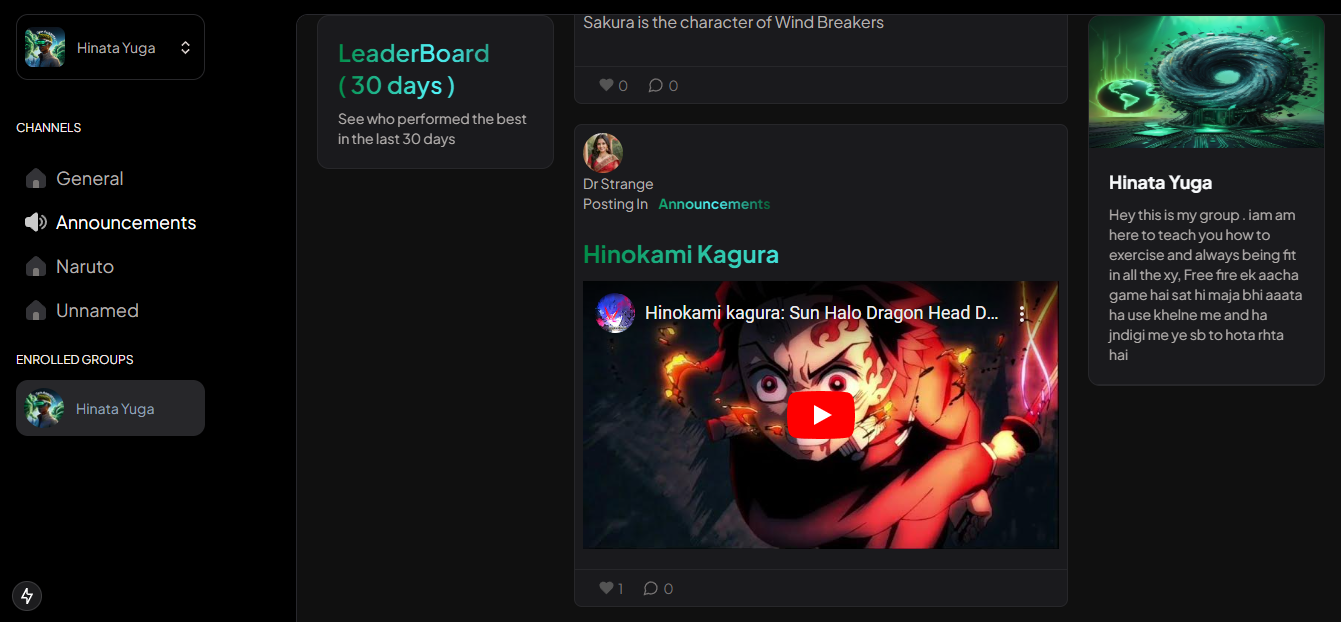 Hinata Yuga
CHANNELS
General
Announcements
Naruto
Unnamed
ENROLLED GROUPS
Hinata Yuga
LeaderBoard
( 30 days )
See who performed the best
in the last 30 days
Sakura is the character of Wind Breakers
0 0
Dr Strange
Posting In Announcements
Hinokami Kagura
Hinokami kagura: Sun Halo Dragon Head D...
1 0
Hinata Yuga
Hey this is my group . iam am
here to teach you how to
exercise and always being fit
in all the xy, Free fire ek aacha
game hai sat hi maja bhi aaata
ha use khelne me and ha
jndigi me ye sb to hota rhta
hai